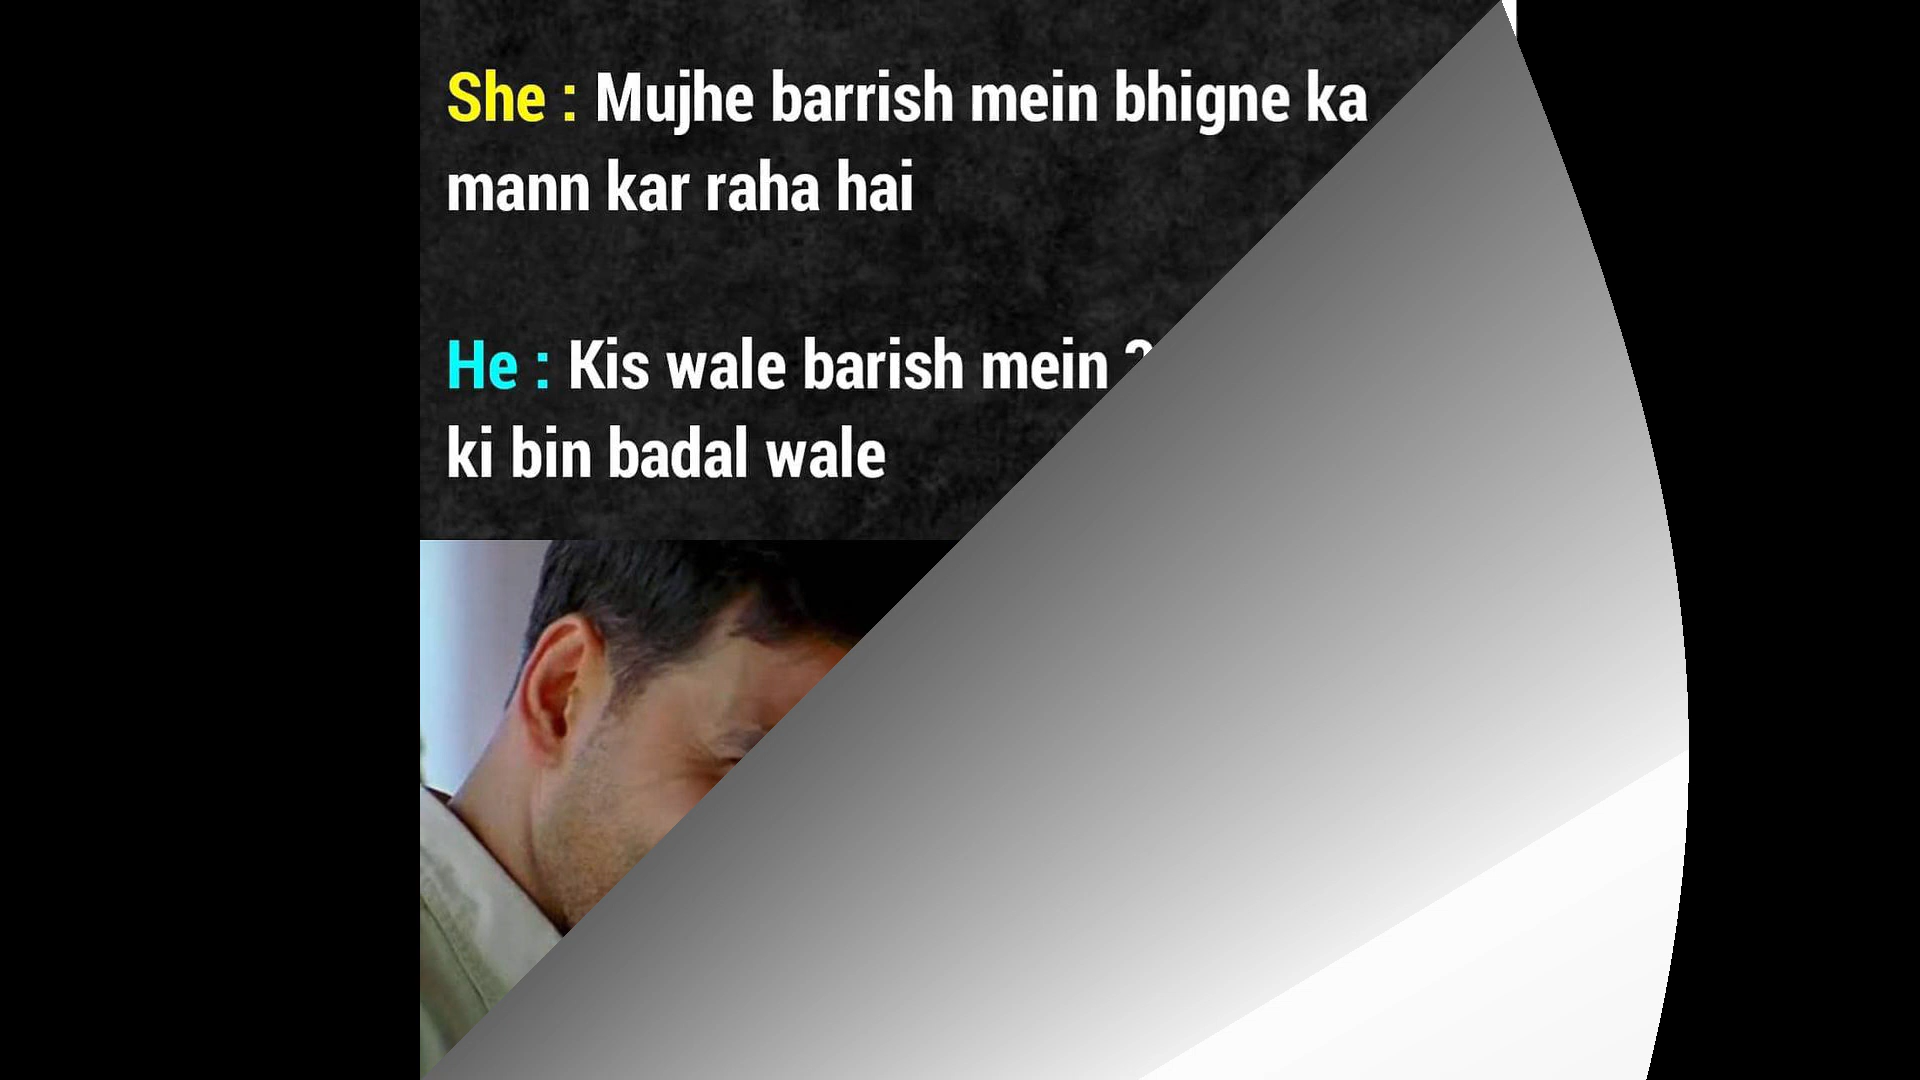 She : Mujhe barrish mein bhigne ka
mann kar raha hai
He : Kis wale barish mein ?
ki bin badal wale